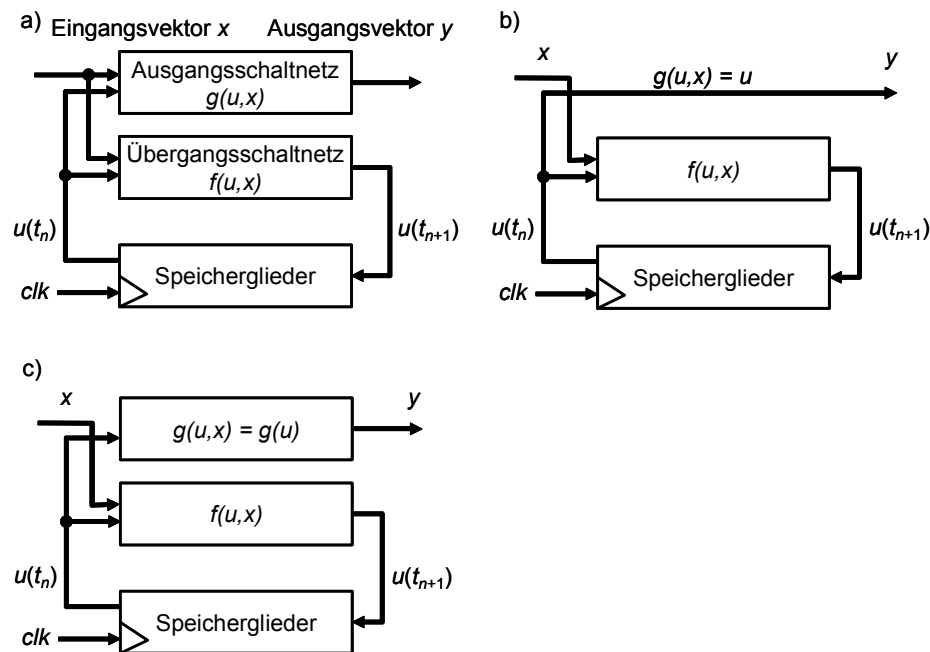 a)
Eingangsvektor x
Ausgangsvektor y
Ausgangsschaltnetz
g(u,x)
Übergangsschaltnetz
f(u,x)
u(tn)
u(tn+1)
Speicherglieder
clk
b)
x
y
g(u,x) = u
f(u,x)
u(tn)
u(tn+1)
Speicherglieder
clk
c)
x
y
g(u,x) = g(u)
f(u,x)
u(tn)
u(tn+1)
Speicherglieder
clk